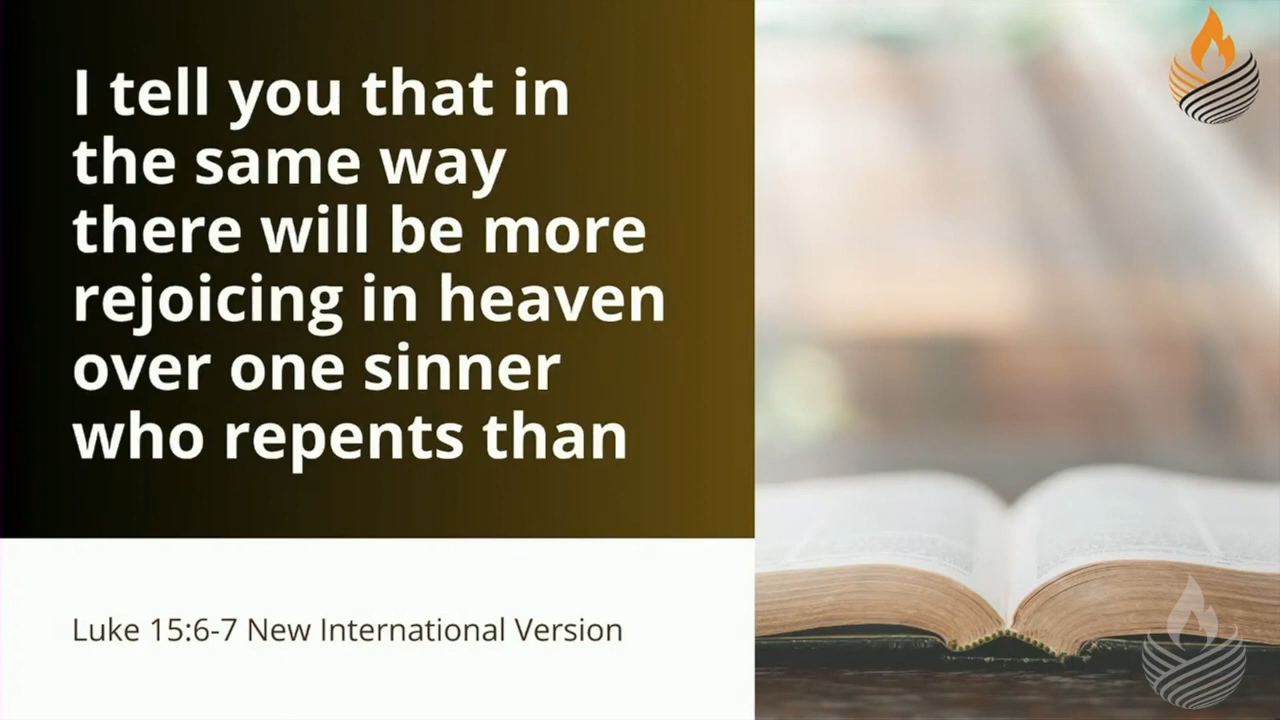 I tell you that in
the same way
there will be more
rejoicing in heaven
over one sinner
who repents than
Luke 15:6-7 New International Version